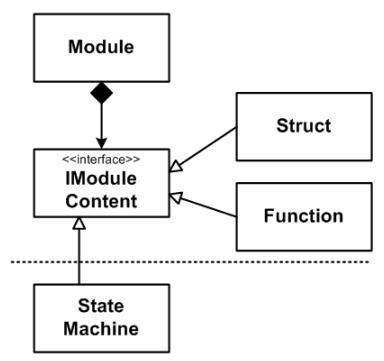 Module
<<interface>>
IModule
Content
Struct
Function
State
Machine